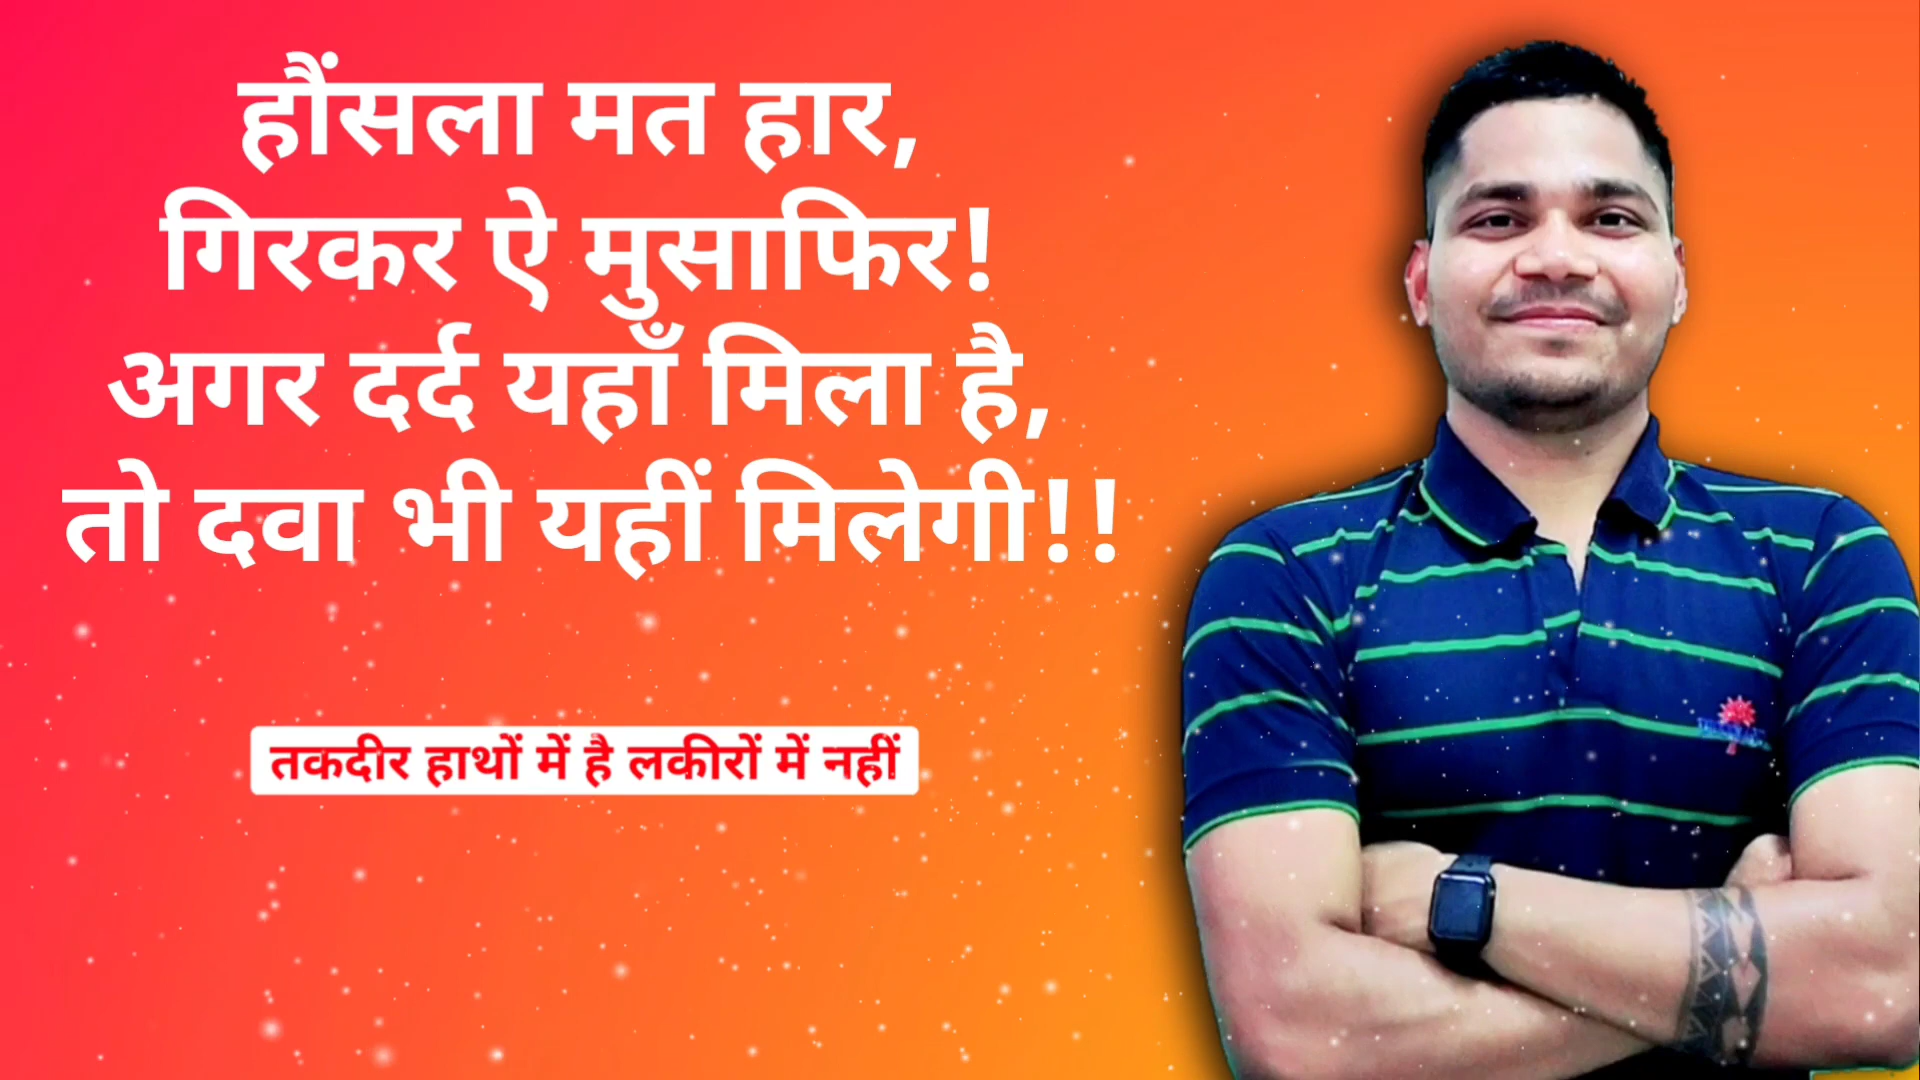 हौंसला मत हार,
गिरकर ऐ मुसाफिर!
अगर दर्द यहाँ मिला है,
तो दवा भी यहीं मिलेगी!!
तकदीर हाथों में है लकीरों में नहीं